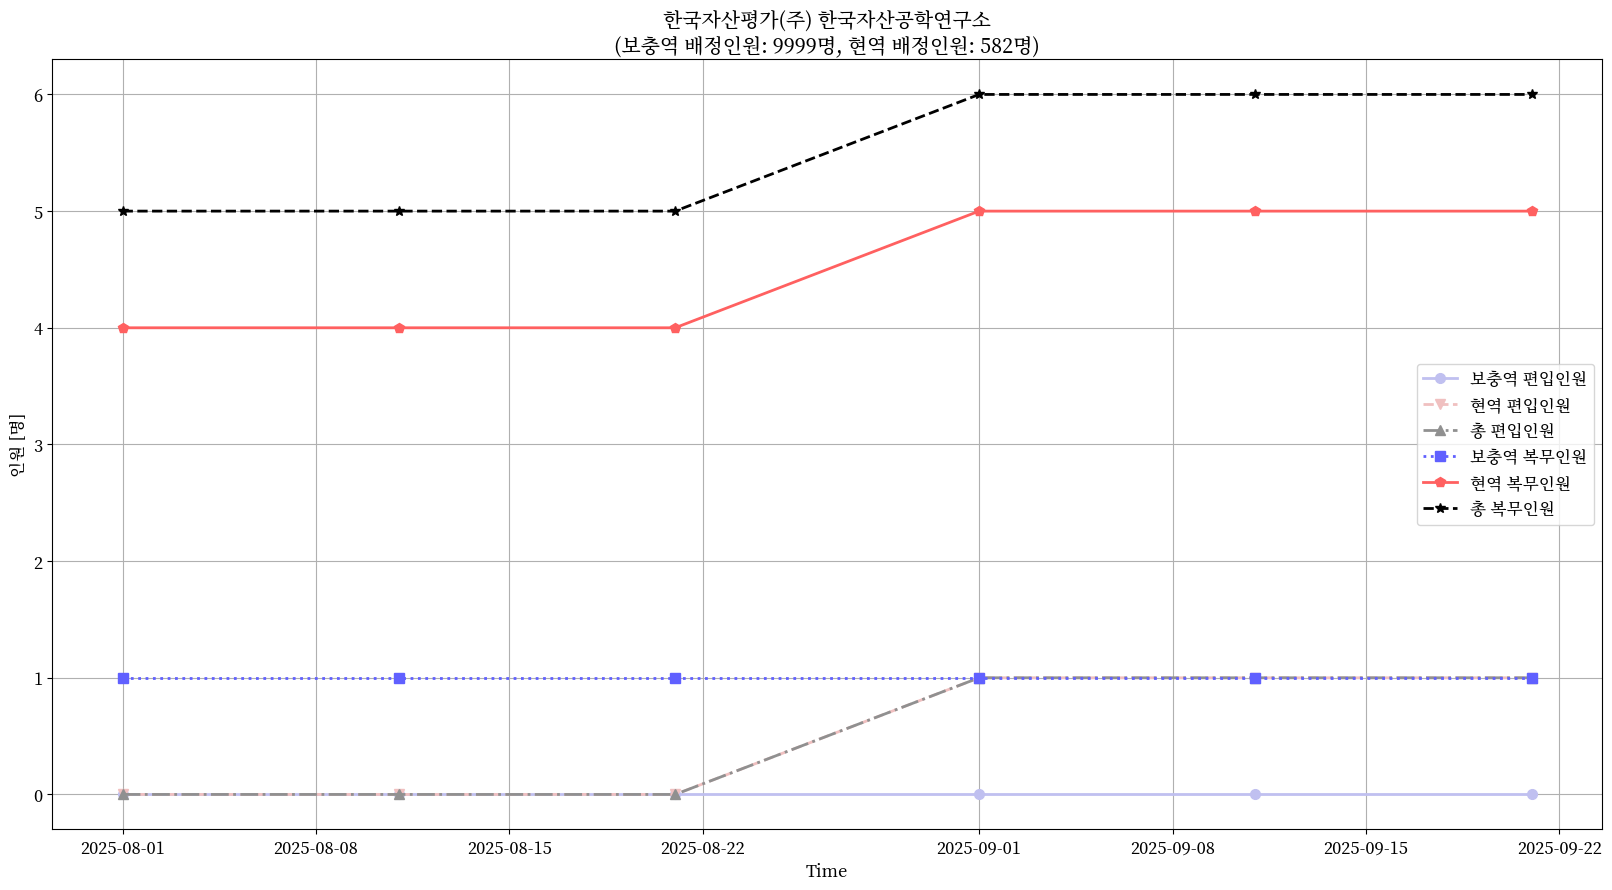 한국자산평가(주) 한국자산공학연구소
(보충역 배정인원: 9999명, 현역 배정인원: 582명)
6
5
4
3
2
1
0
인원 [명]
보충역 편입인원
현역 편입인원
총 편입인원
보충역 복무인원
현역 복무인원
총 복무인원
2025-08-01
2025-08-08
2025-08-15
2025-08-22
2025-09-01
2025-09-08
2025-09-15
2025-09-22
Time